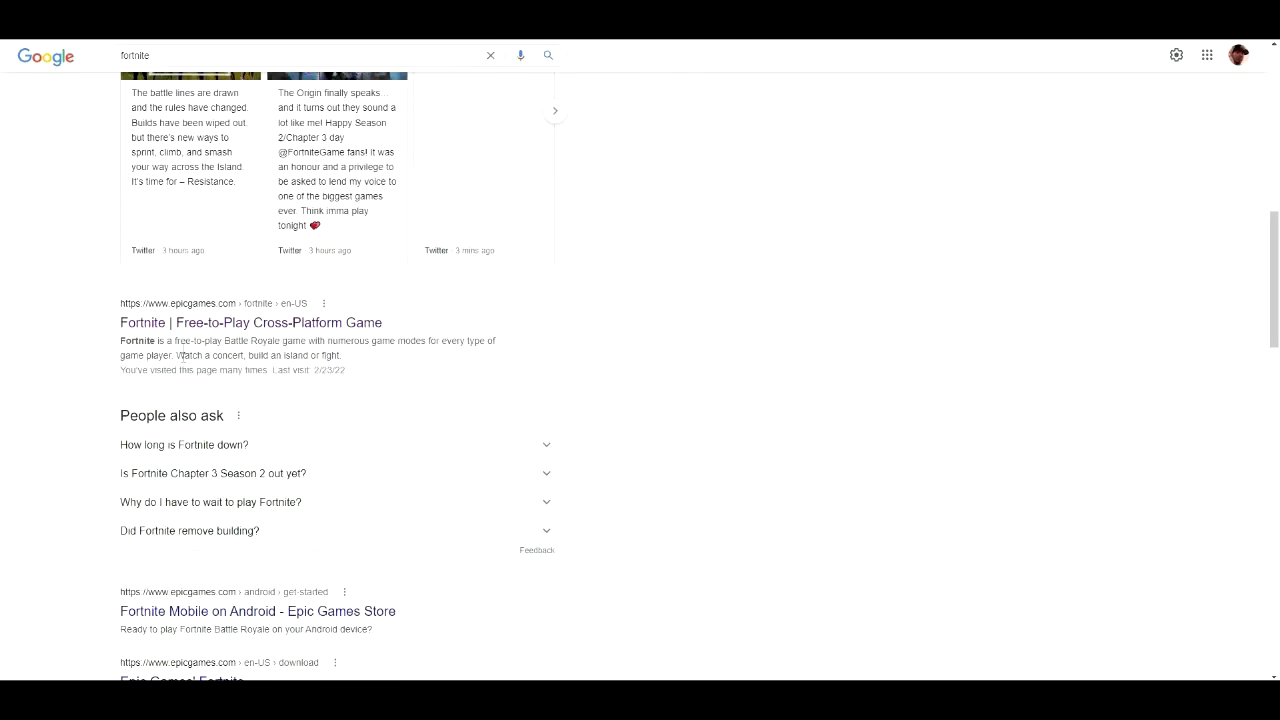 Google
fortnite
The battle lines are drawn
and the rules have changed.
Builds have been wiped out.
but there's new ways to
sprint, climb, and smash
your way across the Island.
It's time for – Resistance.
Twitter · 3 hours ago
The Origin finally speaks...
and it turns out they sound a
lot like me! Happy Season
2/Chapter 3 day
@FortniteGame fans! It was
an honour and a privilege to
be asked to lend my voice to
one of the biggest games
ever. Think imma play
tonight
Twitter · 3 hours ago
Twitter · 3 mins ago
https://www.epicgames.com › fortnite › en-US
Fortnite | Free-to-Play Cross-Platform Game
Fortnite is a free-to-play Battle Royale game with numerous game modes for every type of
game player. Watch a concert, build an island or fight.
You've visited this page many times. Last visit: 2/23/22
People also ask
How long is Fortnite down?
Is Fortnite Chapter 3 Season 2 out yet?
Why do I have to wait to play Fortnite?
Did Fortnite remove building?
Feedback
https://www.epicgames.com › android › get-started
Fortnite Mobile on Android - Epic Games Store
Ready to play Fortnite Battle Royale on your Android device?
https://www.epicgames.com › en-US › download
Epic Games' Fortnite